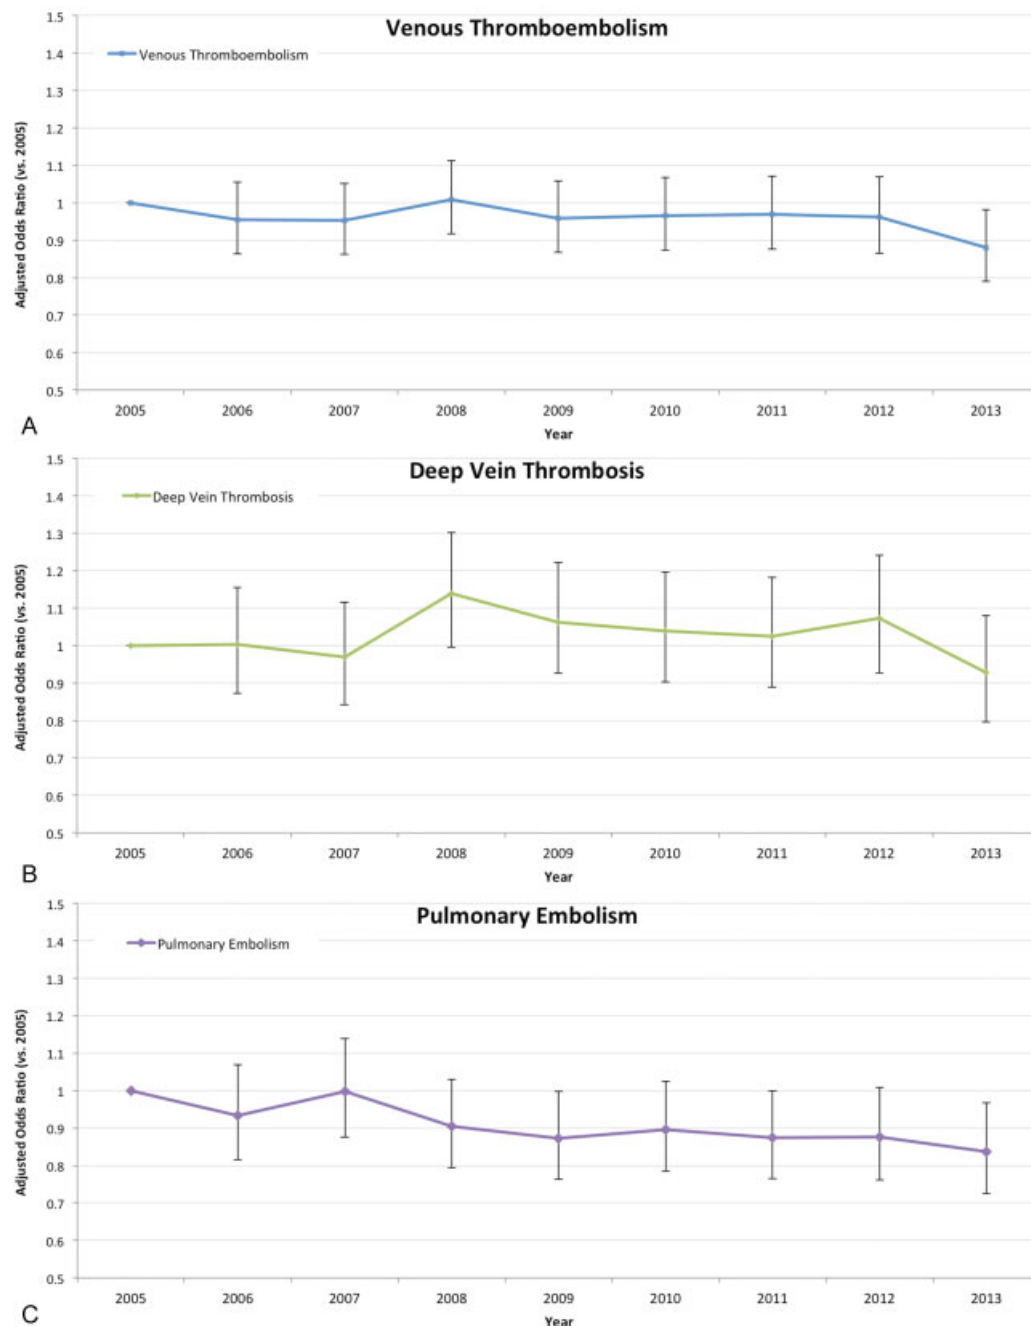 Venous Thromboembolism
Venous Thromboembolism
Adjusted Odds Ratio (vs. 2005)
1.5
1.4
1.3
1.2
1.1
1
0.9
0.8
0.7
0.6
0.5
2005 2006 2007 2008 2009 2010 2011 2012 2013
Year
A
Deep Vein Thrombosis
Deep Vein Thrombosis
Adjusted Odds Ratio (vs. 2005)
1.5
1.4
1.3
1.2
1.1
1
0.9
0.8
0.7
0.6
0.5
2005 2006 2007 2008 2009 2010 2011 2012 2013
Year
B
Pulmonary Embolism
Pulmonary Embolism
Adjusted Odds Ratio (vs. 2005)
1.5
1.4
1.3
1.2
1.1
1
0.9
0.8
0.7
0.6
0.5
2005 2006 2007 2008 2009 2010 2011 2012 2013
Year
C